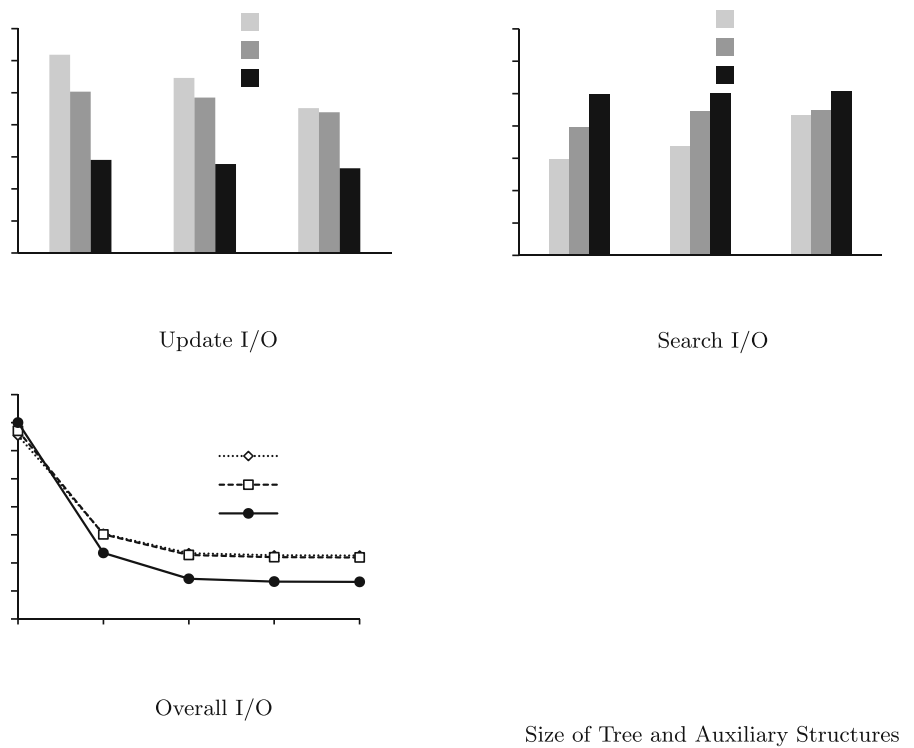 Update I/O
Search I/O
Overall I/O
Size of Tree and Auxiliary Structures